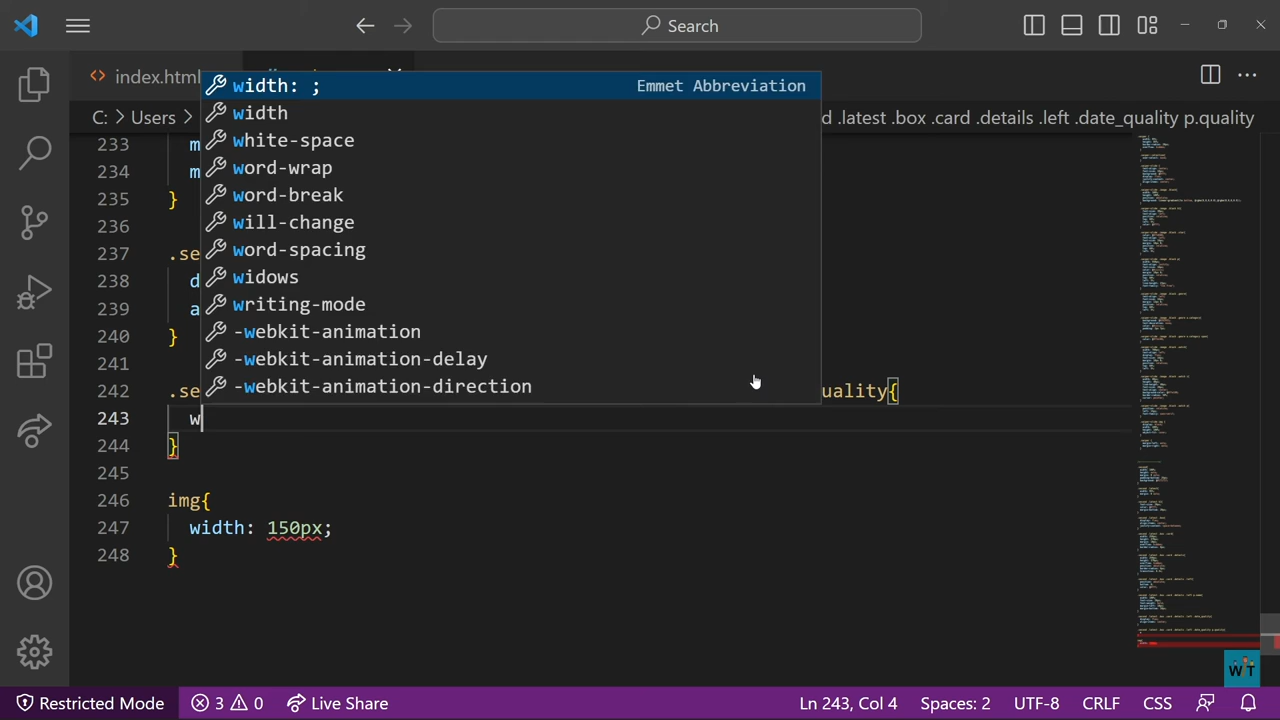 Search
index.html
width: ; Emmet Abbreviation
width
white-space
word-wrap
word-break
will-change
word-spacing
widows
writing-mode
-webkit-animation
-webkit-animation-delay
-webkit-animation-direction
C: > Users > d .latest .box .card .details .left .date_quality p.quality
233 m
234 m
235 }
237 .se
238 d
239 a
240 }
241
242 .se uality{
243 w
244 }
245
246 img{
247 width: 150px;
248 }
WT
Restricted Mode 3 0 Live Share Ln 243, Col 4 Spaces: 2 UTF-8 CRLF CSS